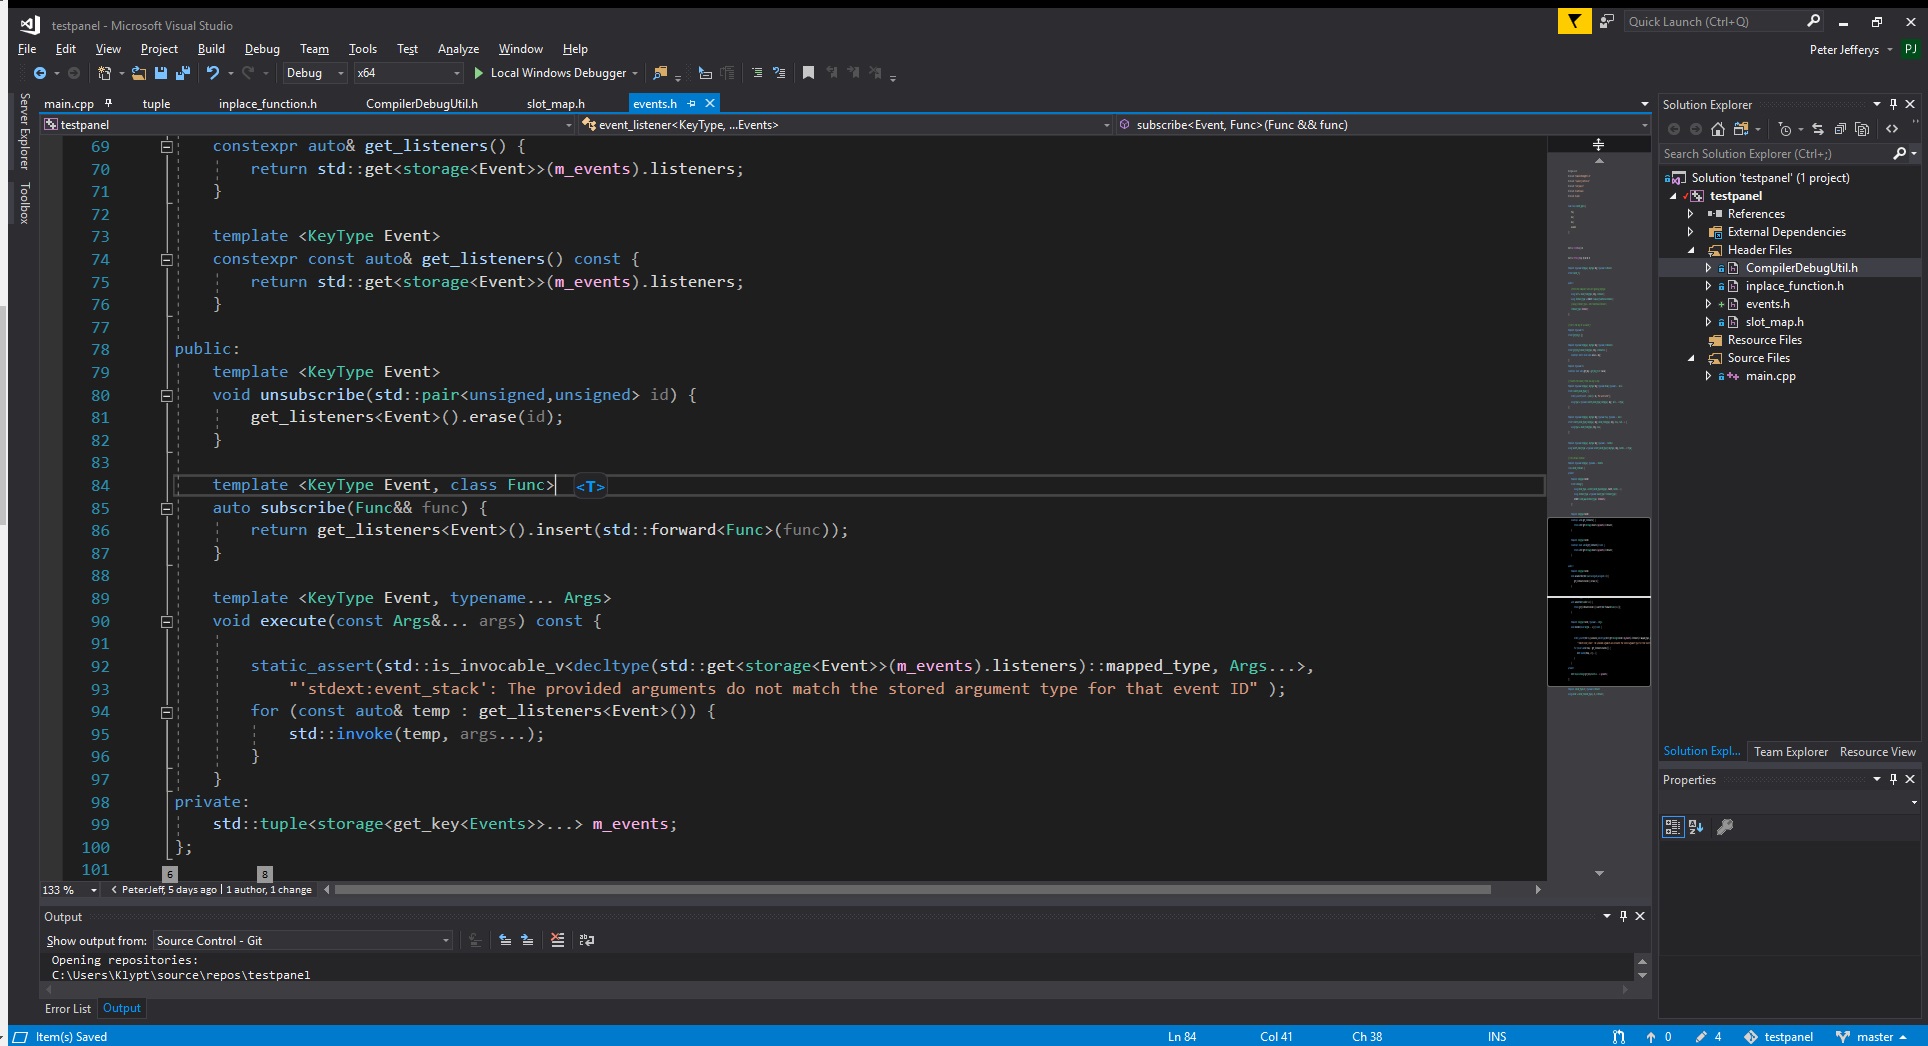 testpanel - Microsoft Visual Studio
Quick Launch (Ctrl+Q)
File Edit View Project Build Debug Team Tools Test Analyze Window Help
Peter Jefferys PJ
Debug x64 Local Windows Debugger
Server Explorer
Toolbox
main.cpp tuple inplace_function.h CompilerDebugUtil.h slot_map.h events.h
testpanel event_listener<KeyType, ...Events> subscribe<Event, Func>(Func && func)
69 constexpr auto& get_listeners() {
70 return std::get<storage<Event>>(m_events).listeners;
71 }
72
73 template <KeyType Event>
74 constexpr const auto& get_listeners() const {
75 return std::get<storage<Event>>(m_events).listeners;
76 }
77
78 public:
79 template <KeyType Event>
80 void unsubscribe(std::pair<unsigned,unsigned> id) {
81 get_listeners<Event>().erase(id);
82 }
83
84 template <KeyType Event, class Func> <T>
85 auto subscribe(Func&& func) {
86 return get_listeners<Event>().insert(std::forward<Func>(func));
87 }
88
89 template <KeyType Event, typename... Args>
90 void execute(const Args&... args) const {
91
92 static_assert(std::is_invocable_v<decltype(std::get<storage<Event>>(m_events).listeners)::mapped_type, Args...>,
93 "'stdext:event_stack': The provided arguments do not match the stored argument type for that event ID" );
94 for (const auto& temp : get_listeners<Event>()) {
95 std::invoke(temp, args...);
96 }
97 }
98 private:
99 std::tuple<storage<get_key<Events>>...> m_events;
100 };
101
6 8
133 % PeterJeff, 5 days ago | 1 author, 1 change
Output
Show output from: Source Control - Git
Opening repositories:
C:\Users\Klypt\source\repos\testpanel
Error List Output
Solution Explorer
Search Solution Explorer (Ctrl+;)
Solution 'testpanel' (1 project)
testpanel
References
External Dependencies
Header Files
CompilerDebugUtil.h
inplace_function.h
events.h
slot_map.h
Resource Files
Source Files
main.cpp
Solution Expl... Team Explorer Resource View
Properties
Item(s) Saved Ln 84 Col 41 Ch 38 INS 0 4 testpanel master